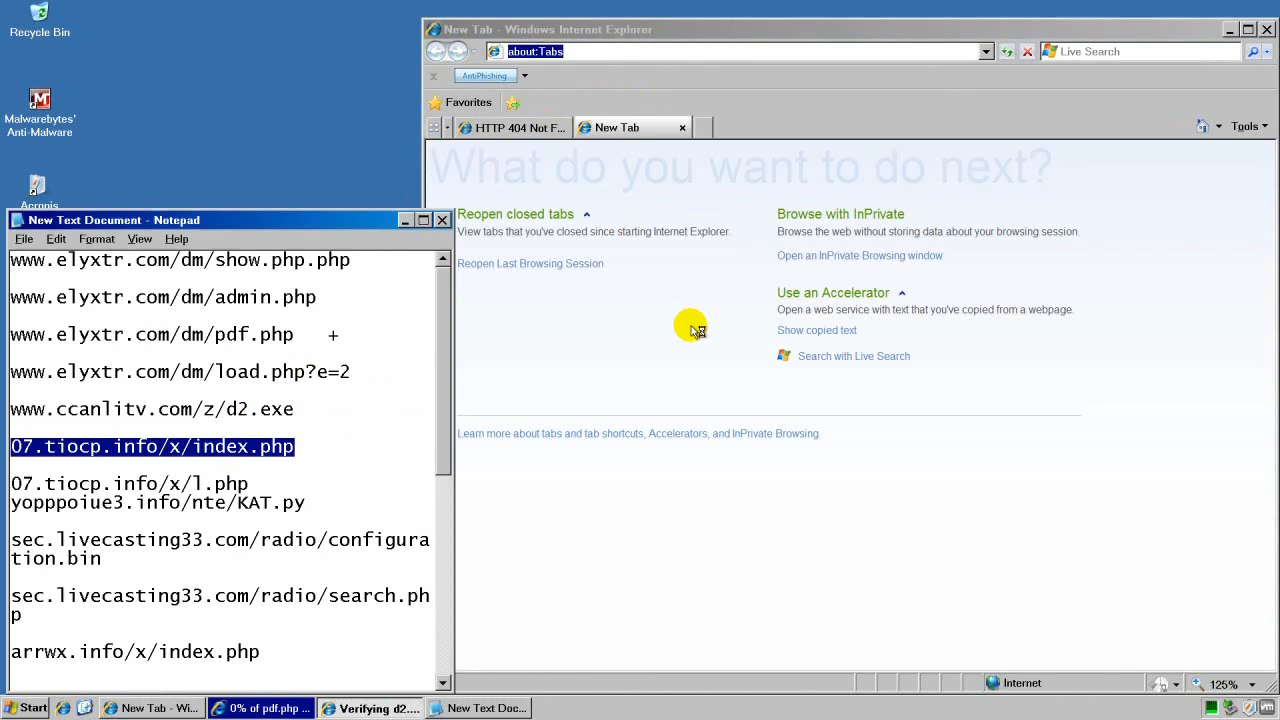 Recycle Bin
Malwarebytes'
Anti-Malware
Acronis
New Tab - Windows Internet Explorer
about:Tabs
Live Search
AntiPhishing
Favorites
HTTP 404 Not F...
New Tab
Tools
What do you want to do next?
Reopen closed tabs
View tabs that you've closed since starting Internet Explorer.
Reopen Last Browsing Session
Browse with InPrivate
Browse the web without storing data about your browsing session.
Open an InPrivate Browsing window
Use an Accelerator
Open a web service with text that you've copied from a webpage.
Show copied text
Search with Live Search
Learn more about tabs and tab shortcuts, Accelerators, and InPrivate Browsing
Internet
125%
New Text Document - Notepad
File Edit Format View Help
www.elyxtr.com/dm/show.php.php
www.elyxtr.com/dm/admin.php
www.elyxtr.com/dm/pdf.php +
www.elyxtr.com/dm/load.php?e=2
www.ccanlitv.com/z/d2.exe
07.tiocp.info/x/index.php
07.tiocp.info/x/l.php
yopppoiue3.info/nte/KAT.py
sec.livecasting33.com/radio/configura
tion.bin
sec.livecasting33.com/radio/search.ph
p
arrwx.info/x/index.php
Start
New Tab - Wi...
0% of pdf.php ...
Verifying d2....
New Text Doc...